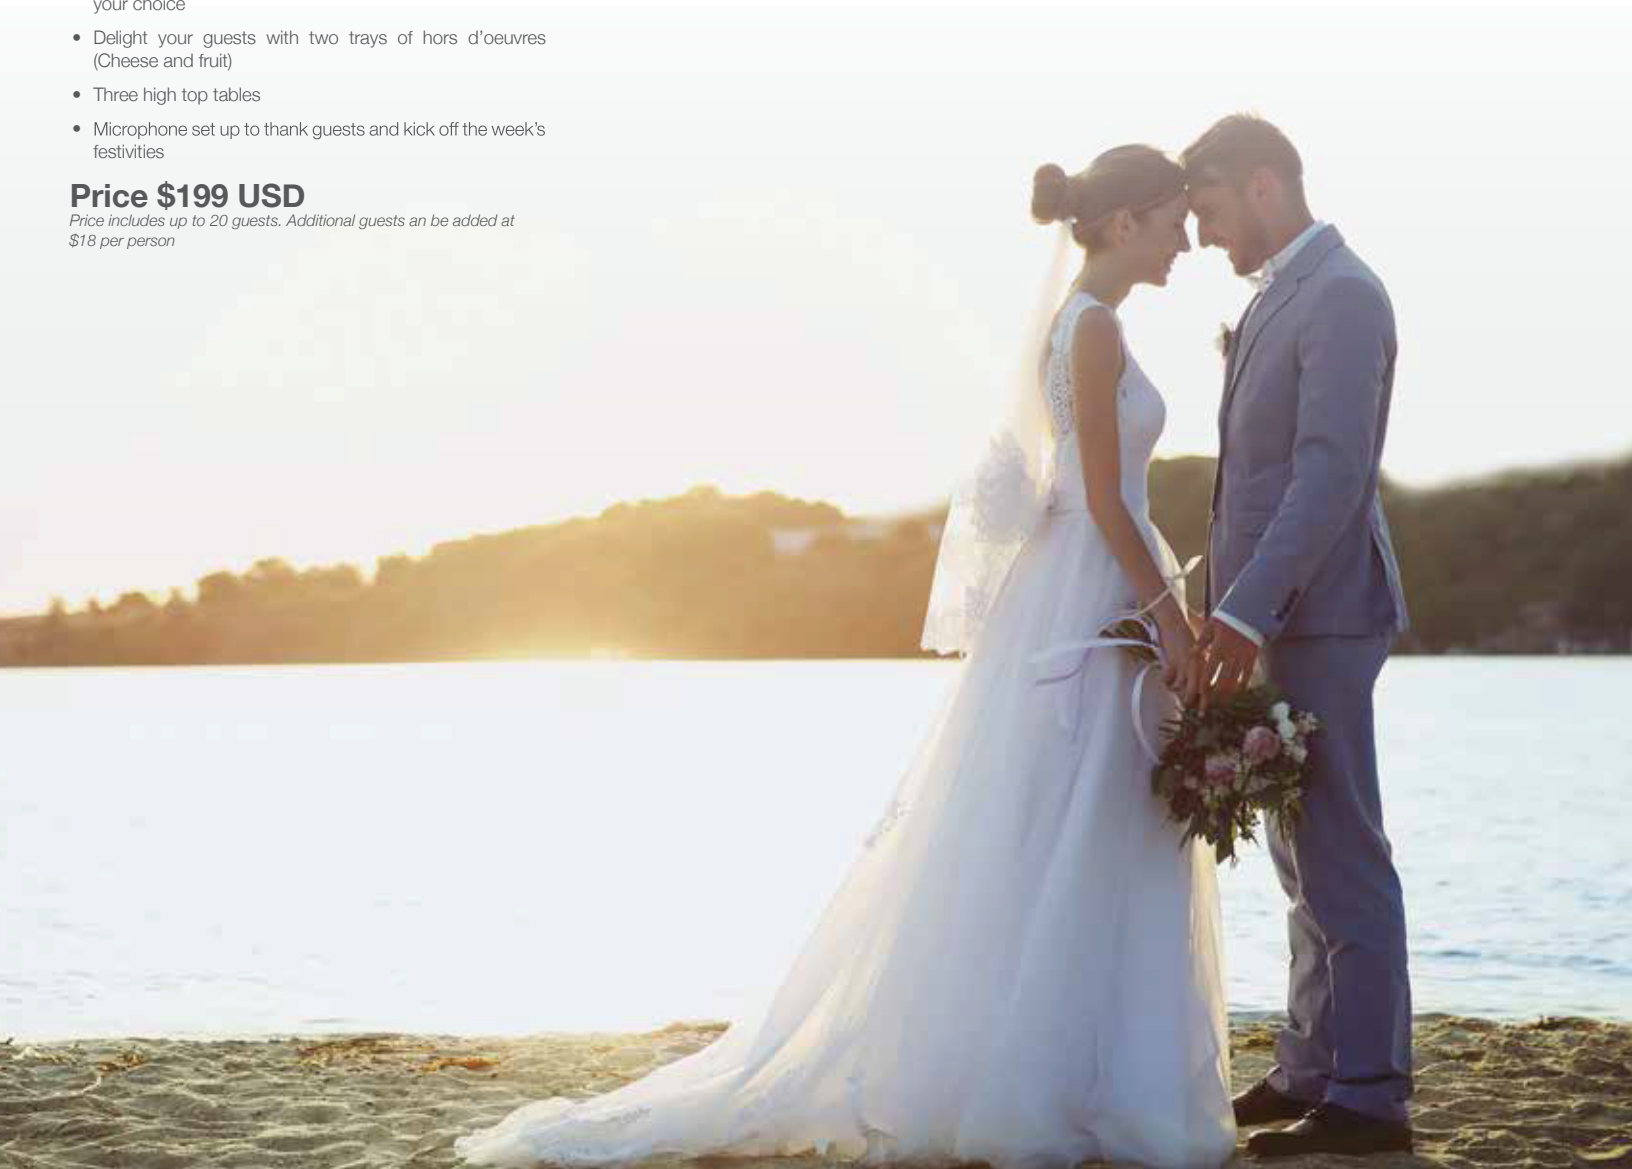 your choice
• Delight your guests with two trays of hors d'oeuvres
(Cheese and fruit)
• Three high top tables
• Microphone set up to thank guests and kick off the week's
festivities
Price $199 USD
Price includes up to 20 guests. Additional guests an be added at
$18 per person